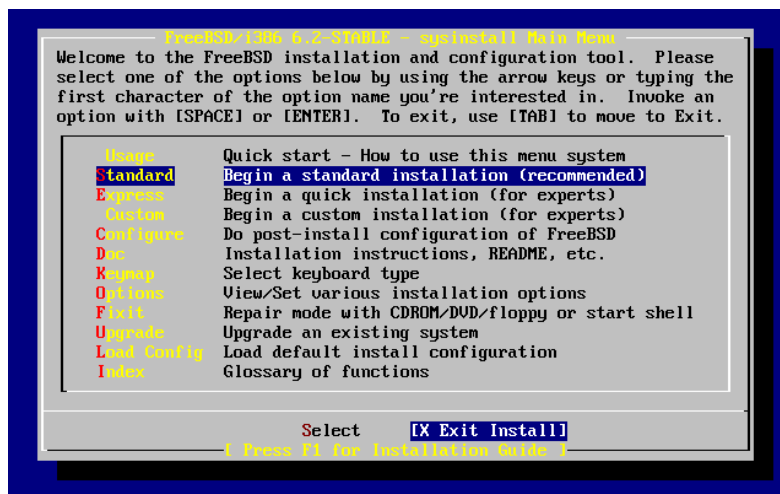 FreeBSD/i386 6.2-STABLE - sysinstall Main Menu
Welcome to the FreeBSD installation and configuration tool.  Please
select one of the options below by using the arrow keys or typing the
first character of the option name you're interested in.  Invoke an
option with [SPACE] or [ENTER].  To exit, use [TAB] to move to Exit.
Usage Quick start - How to use this menu system
Standard Begin a standard installation (recommended)
Express Begin a quick installation (for experts)
Custom Begin a custom installation (for experts)
Configure Do post-install configuration of FreeBSD
Doc Installation instructions, README, etc.
Keymap Select keyboard type
Options View/Set various installation options
Fixit Repair mode with CDROM/DVD/floppy or start shell
Upgrade Upgrade an existing system
Load Config Load default install configuration
Index Glossary of functions
Select [X Exit Install]
[ Press F1 for Installation Guide ]